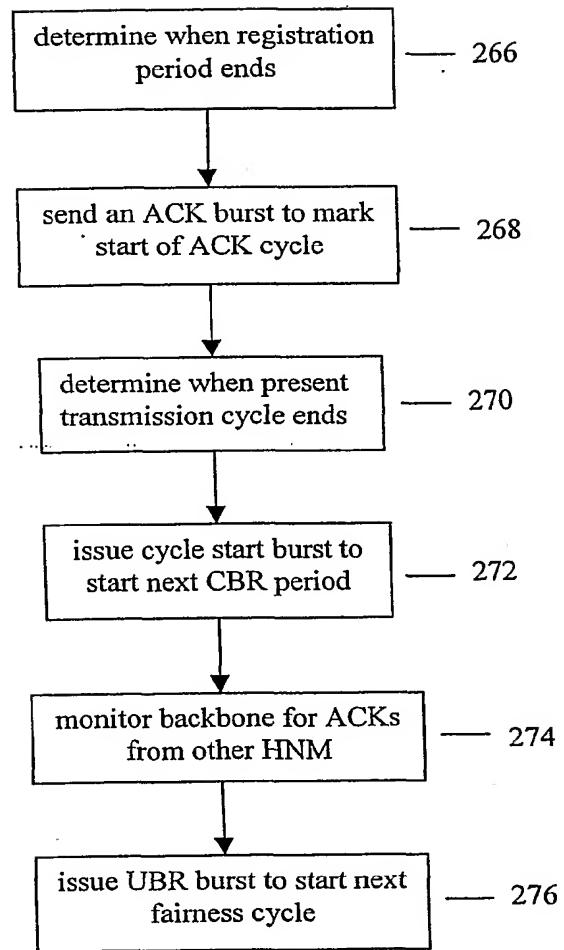 determine when registration
period ends
266
send an ACK burst to mark
start of ACK cycle
268
determine when present
transmission cycle ends
270
issue cycle start burst to
start next CBR period
272
monitor backbone for ACKs
from other HNM
274
issue UBR burst to start next
fairness cycle
276